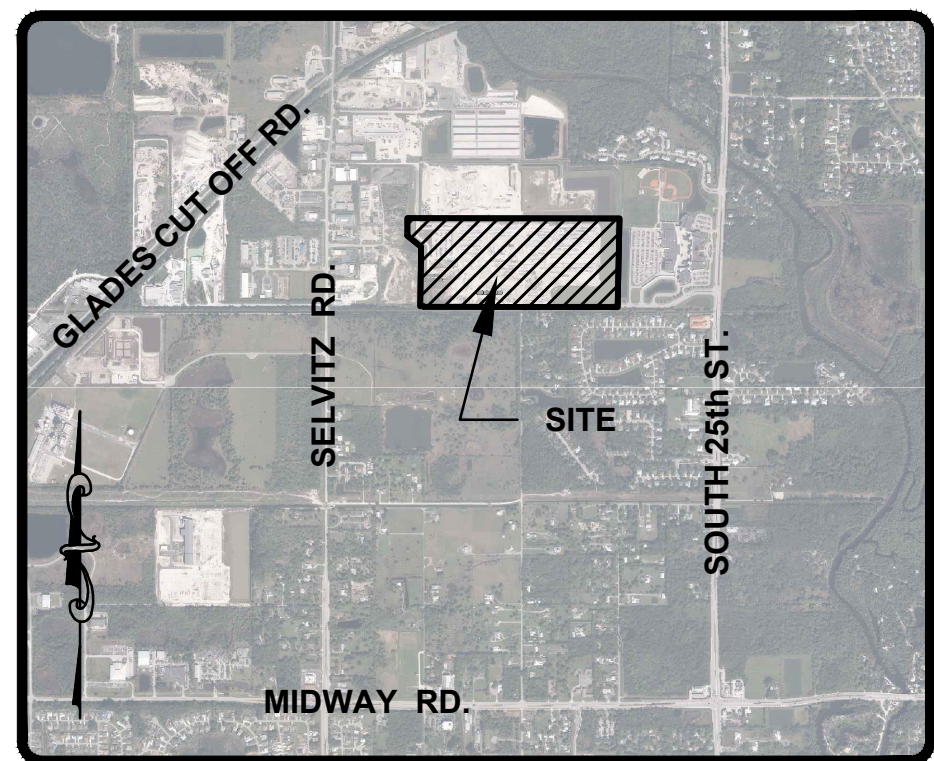 GLADES CUT OFF RD.
SELVITZ RD.
SITE
SOUTH 25th ST.
MIDWAY RD.